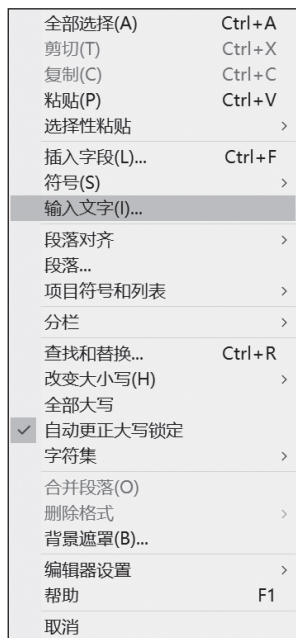 全部选择(A) Ctrl+A
剪切(T) Ctrl+X
复制(C) Ctrl+C
粘贴(P) Ctrl+V
选择性粘贴
插入字段(L)... Ctrl+F
符号(S)
输入文字(I)...
段落对齐
段落...
项目符号和列表
分栏
查找和替换... Ctrl+R
改变大小写(H)
全部大写
自动更正大写锁定
字符集
合并段落(O)
删除格式
背景遮罩(B)...
编辑器设置
帮助 F1
取消